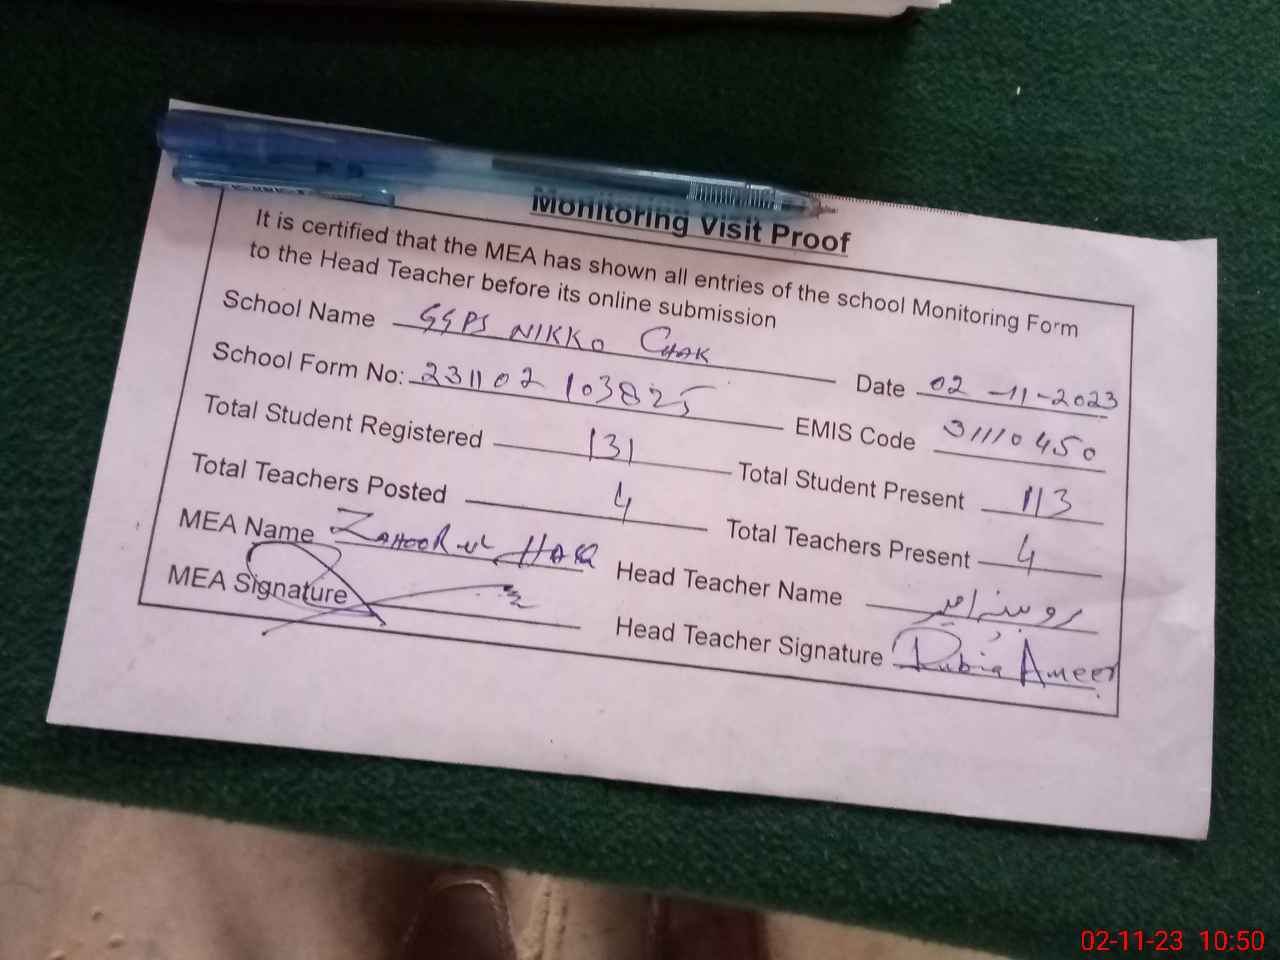 Monitoring Visit Proof
It is certified that the MEA has shown all entries of the school Monitoring Form
to the Head Teacher before its online submission
School Name GGPS NIKKO CHAK Date 02-11-2023
School Form No: 231102103825 EMIS Code 31110450
Total Student Registered 131 Total Student Present 113
Total Teachers Posted 4 Total Teachers Present 4
MEA Name ZAHOOR ul HAQ Head Teacher Name روبینہ امیر
MEA Signature Head Teacher Signature Rubia Ameer
02-11-23 10:50